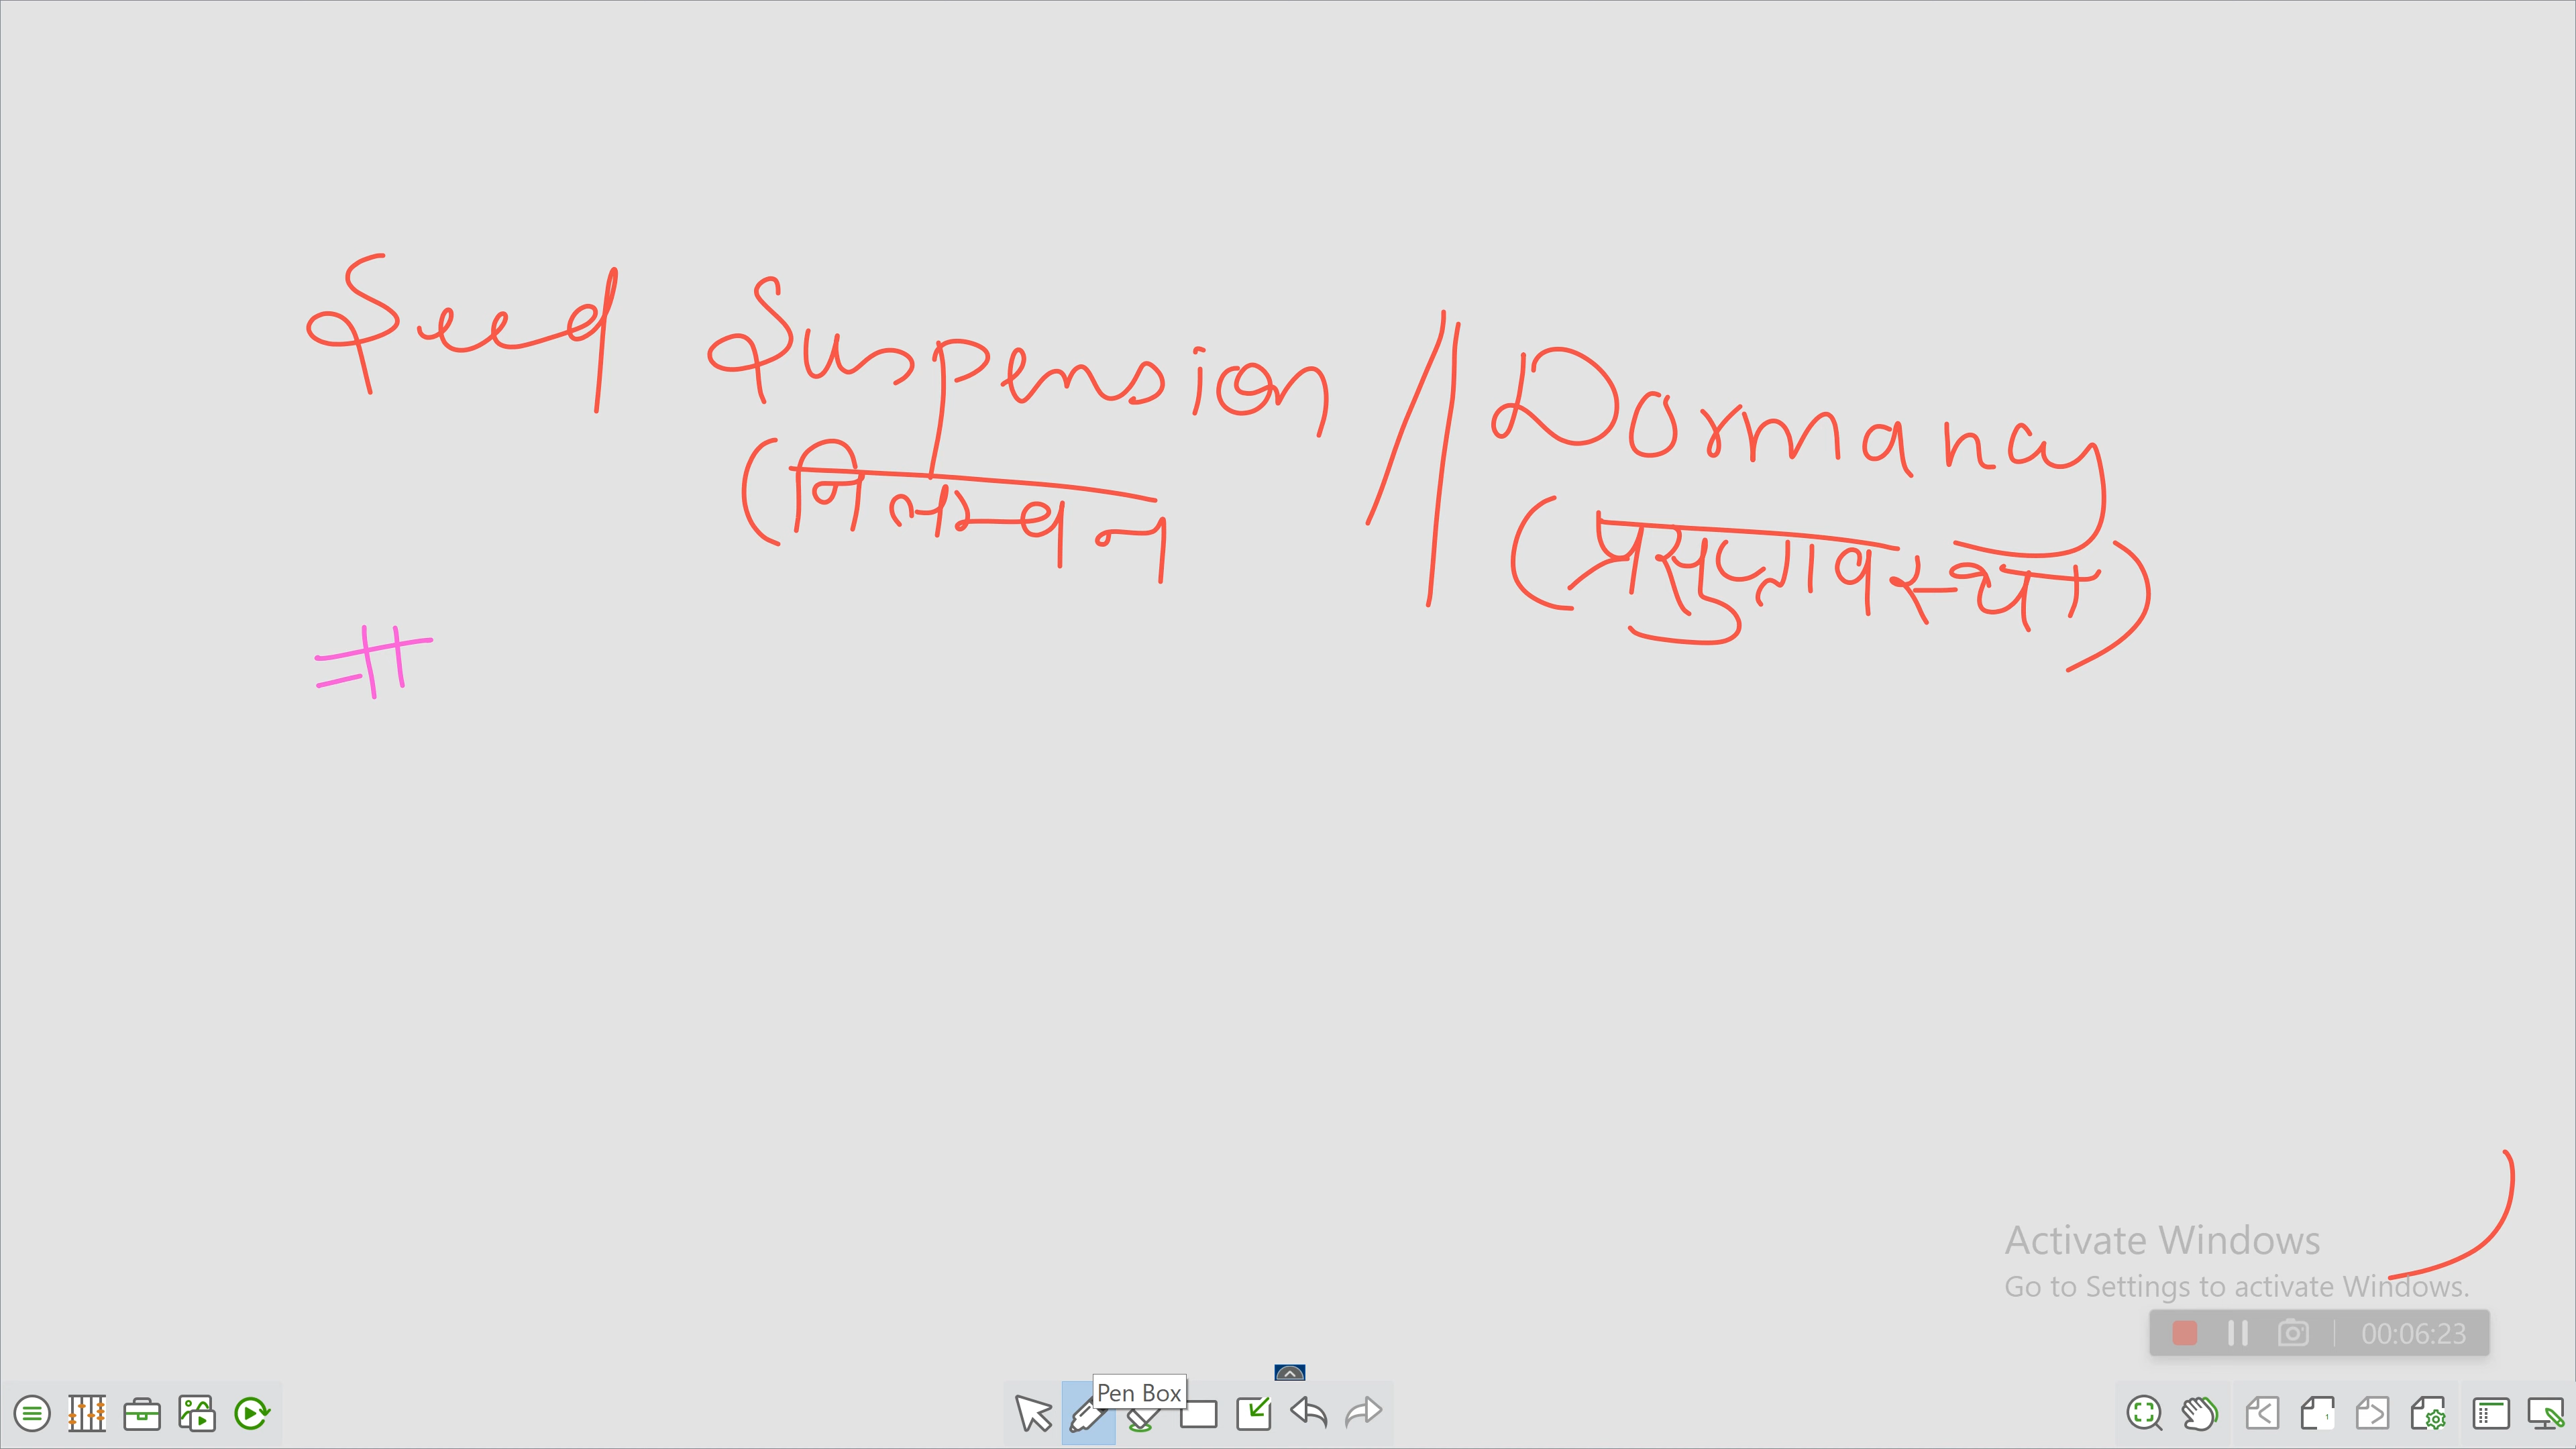 Seed Suspension // Dormancy
(निलम्बन
(प्रसुप्तावस्था)
#
Activate Windows
Go to Settings to activate Windows.
00:06:23
Pen Box
1